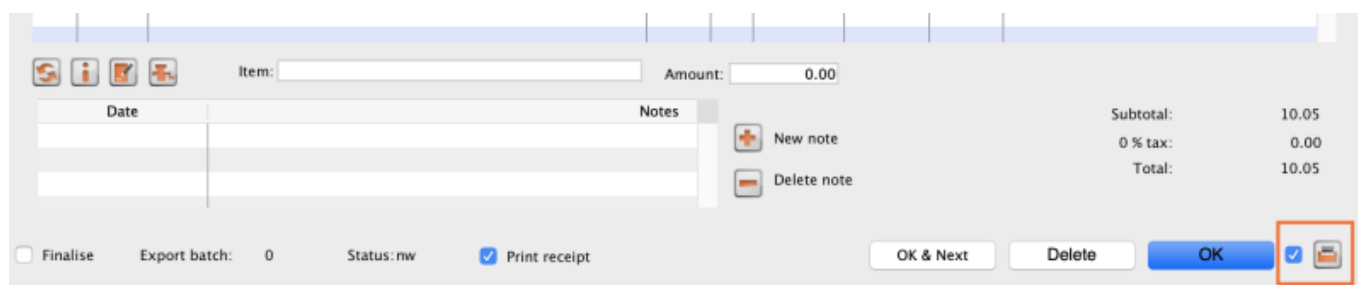 Item: Amount: 0.00
Date Notes
Subtotal: 10.05
New note
0 % tax: 0.00
Total: 10.05
Delete note
Finalise Export batch: 0 Status: nw Print receipt OK & Next Delete OK